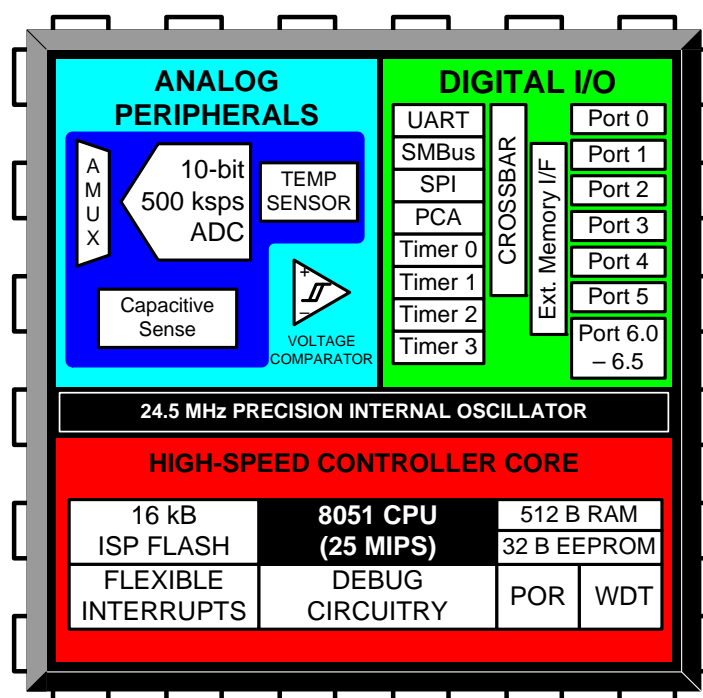 ANALOG
PERIPHERALS
A
M
U
X
10-bit
500 ksps
ADC
TEMP
SENSOR
Capacitive
Sense
+
–
VOLTAGE
COMPARATOR
DIGITAL I/O
UART
SMBus
SPI
PCA
Timer 0
Timer 1
Timer 2
Timer 3
CROSSBAR
Ext. Memory I/F
Port 0
Port 1
Port 2
Port 3
Port 4
Port 5
Port 6.0
– 6.5
24.5 MHz PRECISION INTERNAL OSCILLATOR
HIGH-SPEED CONTROLLER CORE
16 kB
ISP FLASH
8051 CPU
(25 MIPS)
512 B RAM
32 B EEPROM
FLEXIBLE
INTERRUPTS
DEBUG
CIRCUITRY
POR
WDT